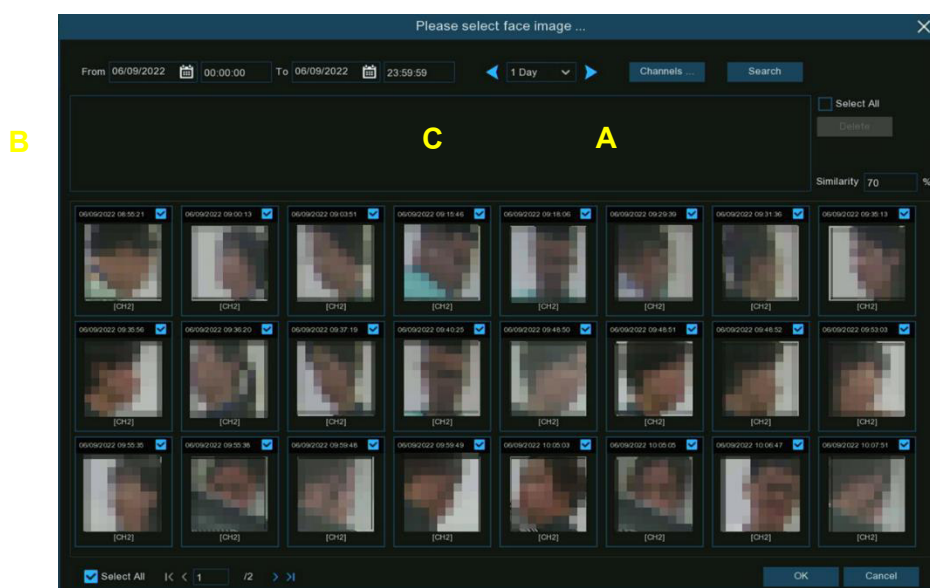 Please select face image ...
From 06/09/2022 00:00:00 To 06/09/2022 23:59:59 1 Day Channels ... Search
Select All
Delete
B C A
Similarity 70 %
06/09/2022 08:55:21 06/09/2022 09:00:13 06/09/2022 09:03:51 06/09/2022 09:15:46 06/09/2022 09:18:06 06/09/2022 09:29:39 06/09/2022 09:31:36 06/09/2022 09:35:13
[CH2] [CH2] [CH2] [CH2] [CH2] [CH2] [CH2] [CH2]
06/09/2022 09:35:56 06/09/2022 09:36:20 06/09/2022 09:37:19 06/09/2022 09:40:25 06/09/2022 09:48:50 06/09/2022 09:48:51 06/09/2022 09:48:52 06/09/2022 09:53:03
[CH2] [CH2] [CH2] [CH2] [CH2] [CH2] [CH2] [CH2]
06/09/2022 09:55:35 06/09/2022 09:55:36 06/09/2022 09:59:48 06/09/2022 09:59:49 06/09/2022 10:05:03 06/09/2022 10:05:05 06/09/2022 10:06:47 06/09/2022 10:07:51
[CH2] [CH2] [CH2] [CH2] [CH2] [CH2] [CH2] [CH2]
Select All 1 /2 OK Cancel